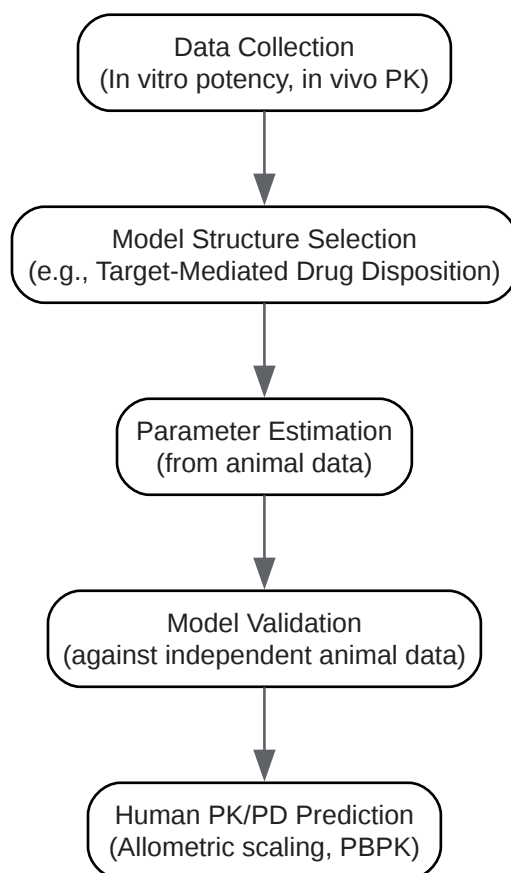 Data Collection
(In vitro potency, in vivo PK)
Model Structure Selection
(e.g., Target-Mediated Drug Disposition)
Parameter Estimation
(from animal data)
Model Validation
(against independent animal data)
Human PK/PD Prediction
(Allometric scaling, PBPK)